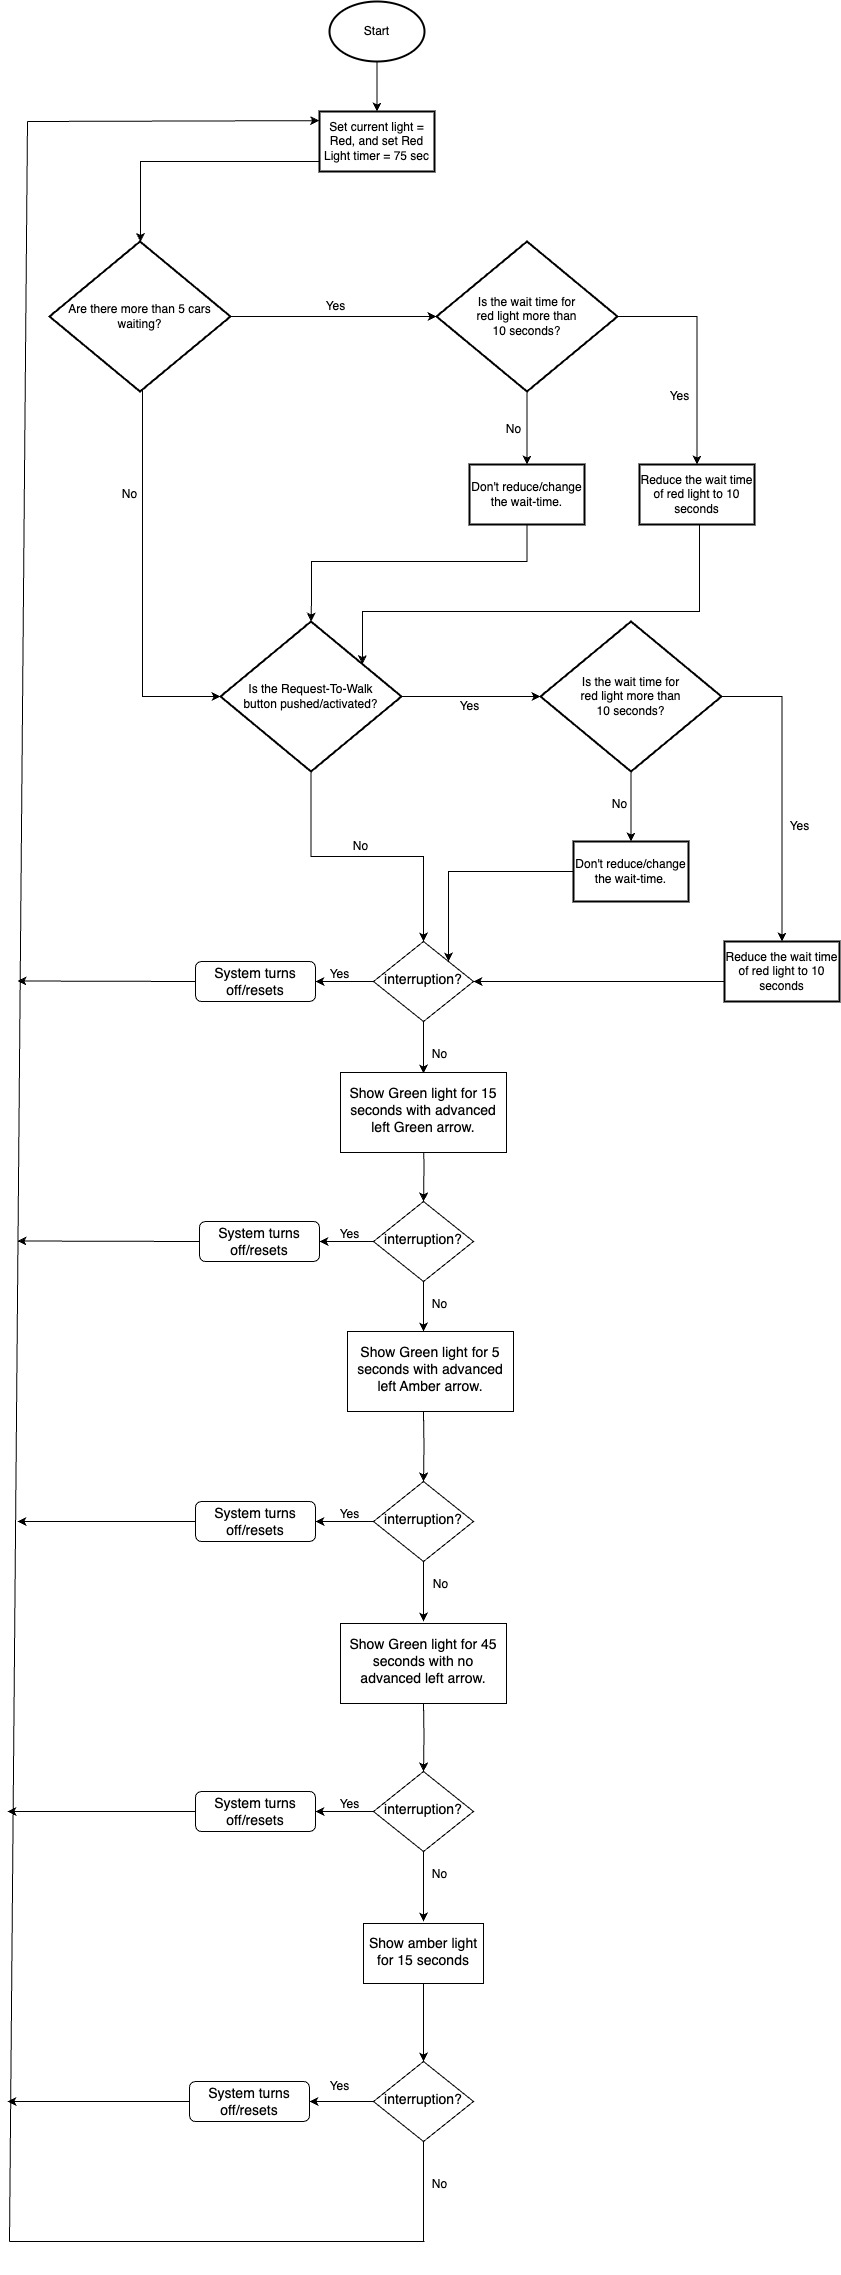 Start
Set current light =
Red, and set Red
Light timer = 75 sec
Are there more than 5 cars
waiting?
Yes
Is the wait time for
red light more than
10 seconds?
Yes
No
No
Don't reduce/change
the wait-time.
Reduce the wait time
of red light to 10
seconds
Is the Request-To-Walk
button pushed/activated?
Yes
Is the wait time for
red light more than
10 seconds?
No
Yes
No
Don't reduce/change
the wait-time.
Reduce the wait time
of red light to 10
seconds
interruption?
Yes
System turns
off/resets
No
Show Green light for 15
seconds with advanced
left Green arrow.
interruption?
Yes
System turns
off/resets
No
Show Green light for 5
seconds with advanced
left Amber arrow.
interruption?
Yes
System turns
off/resets
No
Show Green light for 45
seconds with no
advanced left arrow.
interruption?
Yes
System turns
off/resets
No
Show amber light
for 15 seconds
interruption?
Yes
System turns
off/resets
No